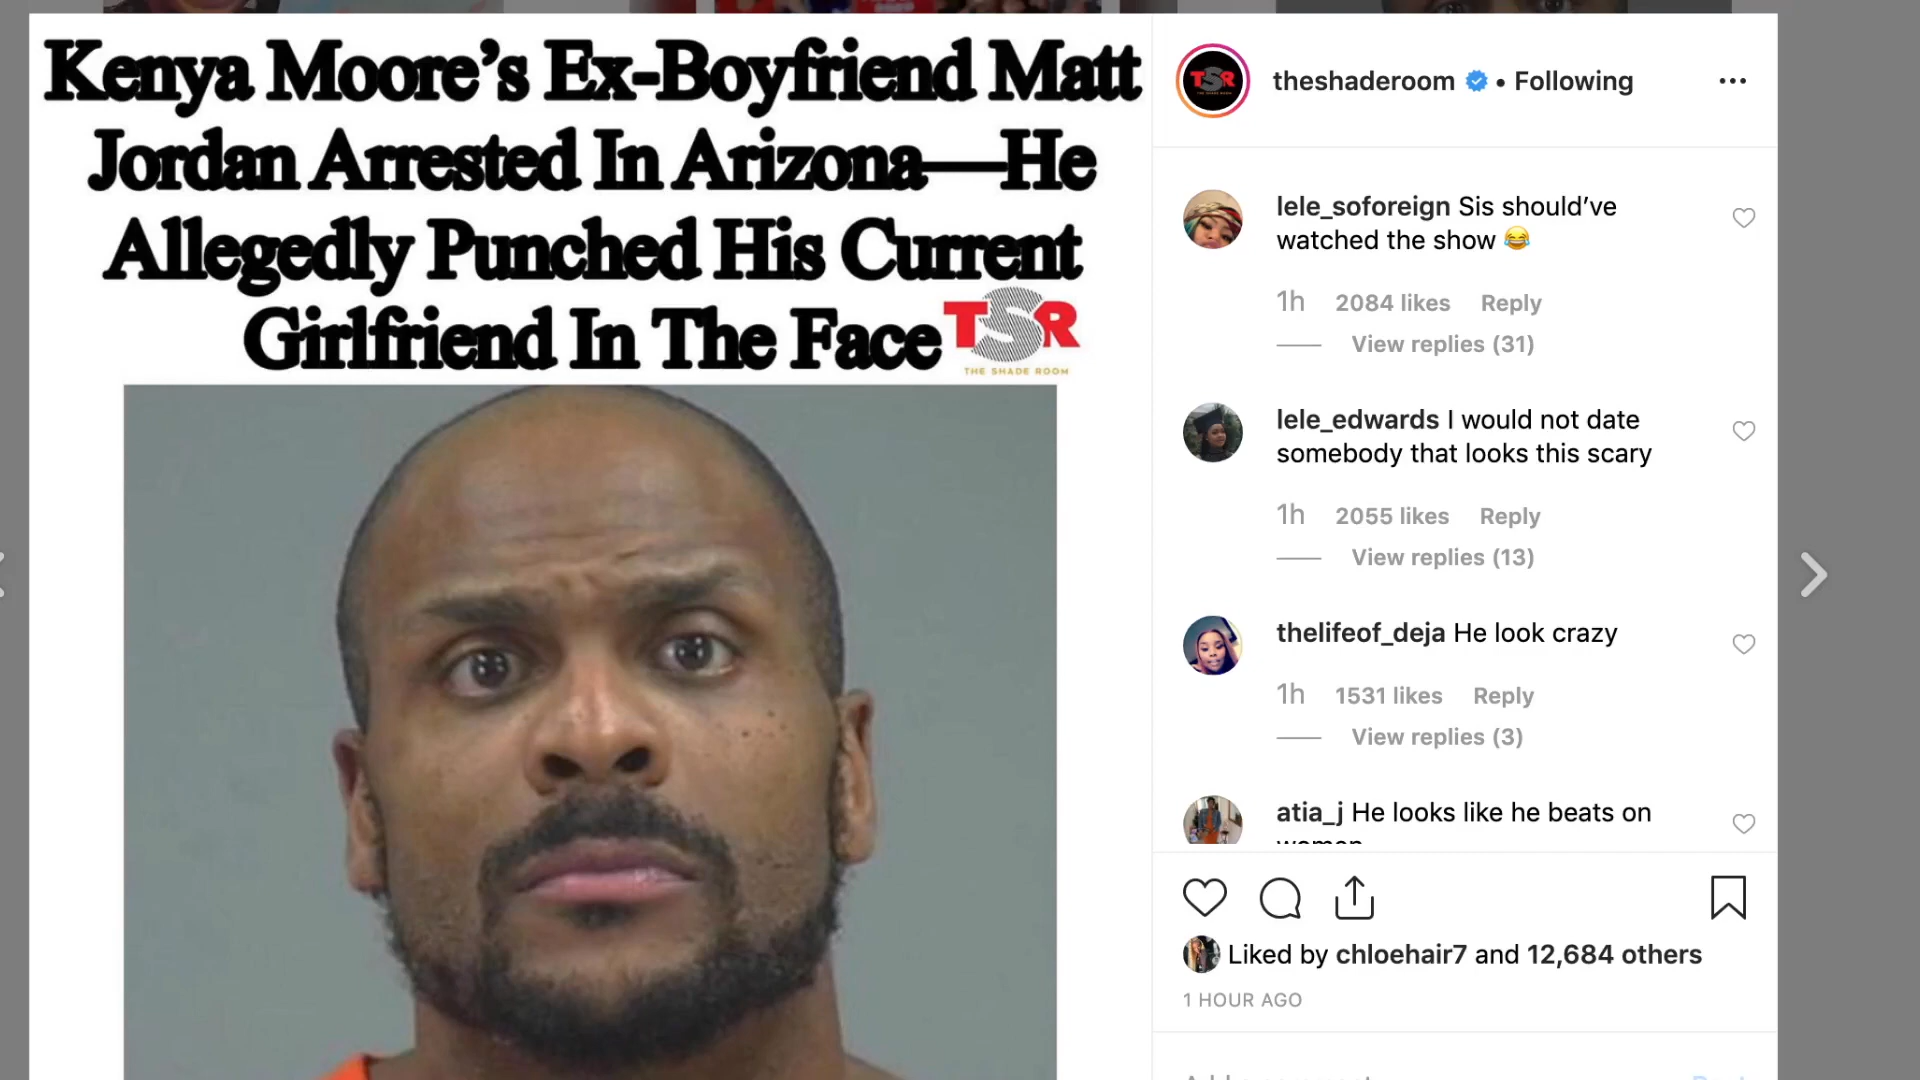 Kenya Moore's Ex-Boyfriend Matt
Jordan Arrested In Arizona—He
Allegedly Punched His Current
Girlfriend In The Face
TSR
THE SHADE ROOM
TSR
theshaderoom • Following
lele_soforeign Sis should've
watched the show 😂
1h 2084 likes Reply
View replies (31)
lele_edwards I would not date
somebody that looks this scary
1h 2055 likes Reply
View replies (13)
thelifeof_deja He look crazy
1h 1531 likes Reply
View replies (3)
atia_j He looks like he beats on
women
Liked by chloehair7 and 12,684 others
1 HOUR AGO